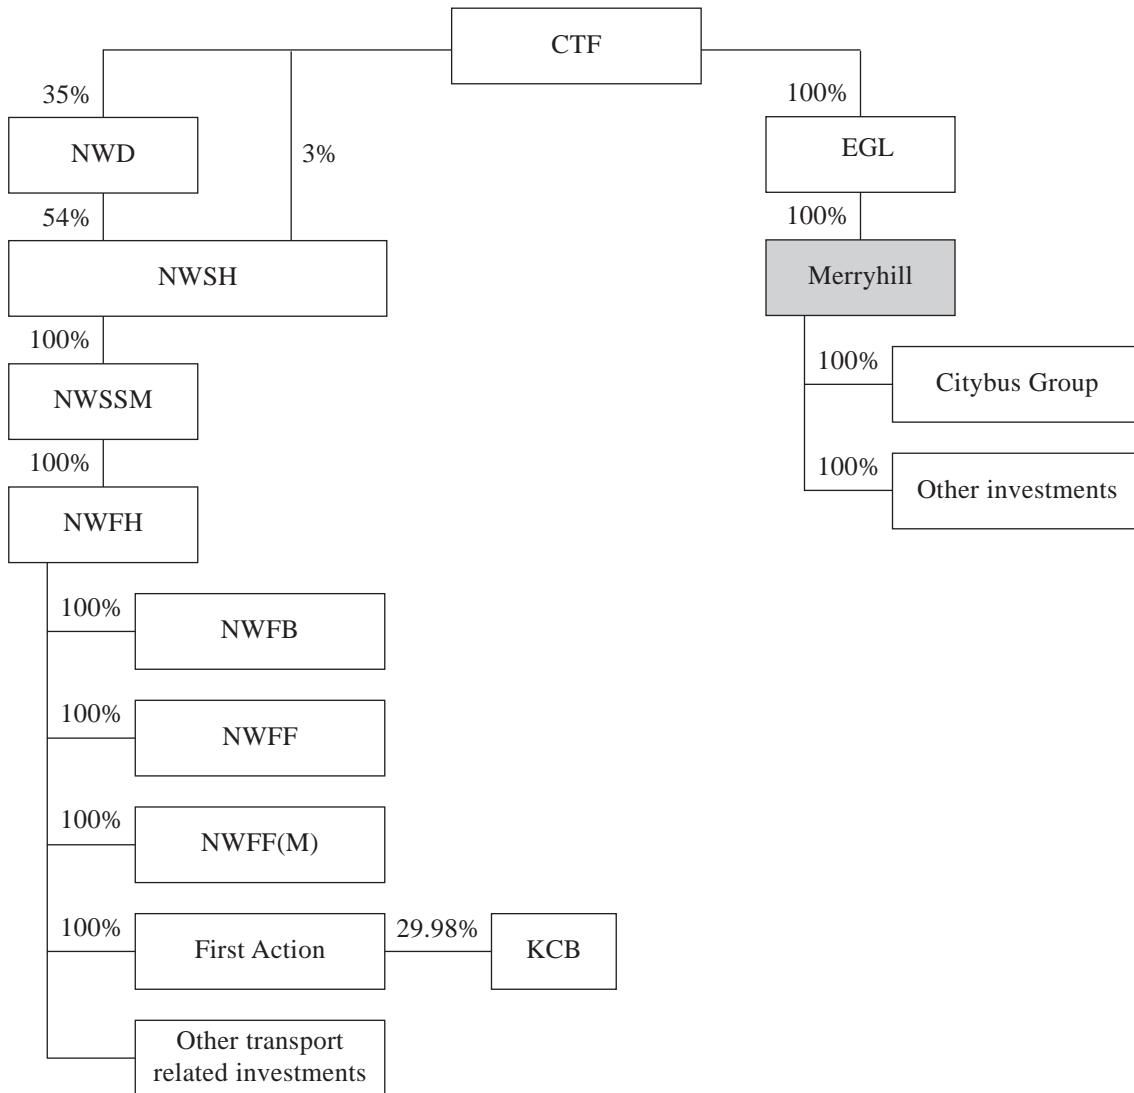 CTF
35%
100%
NWD
3%
EGL
54%
100%
NWSH
Merryhill
100%
100%
NWSSM
Citybus Group
100%
100%
NWFH
Other investments
100%
NWFB
100%
NWFF
100%
NWFF(M)
100%
First Action
29.98%
KCB
Other transport
related investments